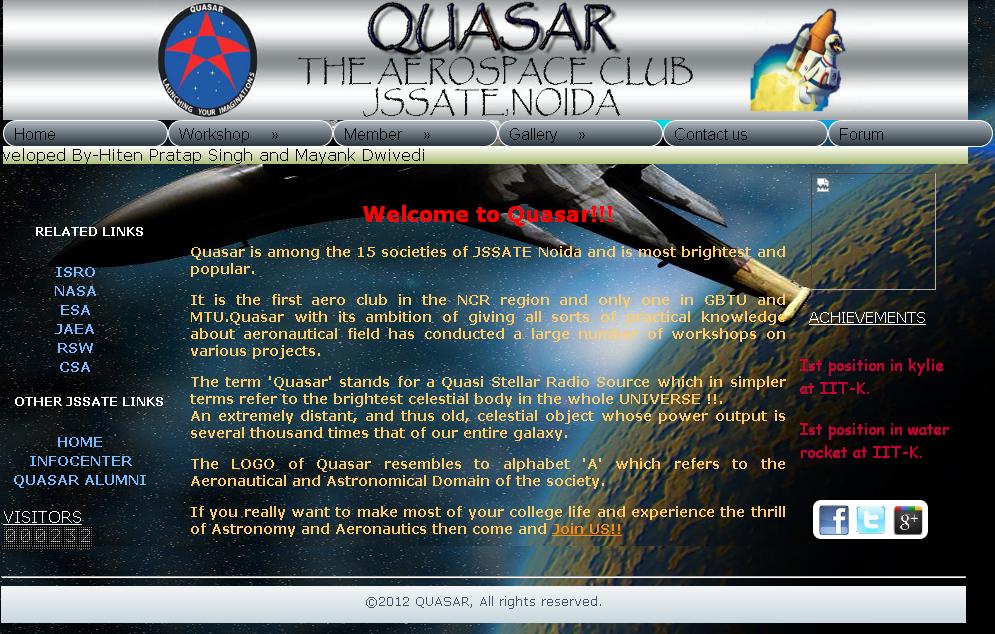 QUASAR
LAUNCHING YOUR IMAGINATIONS
QUASAR
THE AEROSPACE CLUB
JSSATE,NOIDA
Home
Workshop »
Member »
Gallery »
Contact us
Forum
veloped By-Hiten Pratap Singh and Mayank Dwivedi
RELATED LINKS
ISRO
NASA
ESA
JAEA
RSW
CSA
OTHER JSSATE LINKS
HOME
INFOCENTER
QUASAR ALUMNI
VISITORS
00022
Welcome to Quasar!!!
Quasar is among the 15 societies of JSSATE Noida and is most brightest and
popular.
It is the first aero club in the NCR region and only one in GBTU and
MTU.Quasar with its ambition of giving all sorts of practical knowledge
about aeronautical field has conducted a large number of workshops on
various projects.
The term 'Quasar' stands for a Quasi Stellar Radio Source which in simpler
terms refer to the brightest celestial body in the whole UNIVERSE !!.
An extremely distant, and thus old, celestial object whose power output is
several thousand times that of our entire galaxy.
The LOGO of Quasar resembles to alphabet 'A' which refers to the
Aeronautical and Astronomical Domain of the society.
If you really want to make most of your college life and experience the thrill
of Astronomy and Aeronautics then come and Join US!!
ACHIEVEMENTS
Ist position in kylie
at IIT-K.
Ist position in water
rocket at IIT-K.
f
t
g+
©2012 QUASAR, All rights reserved.